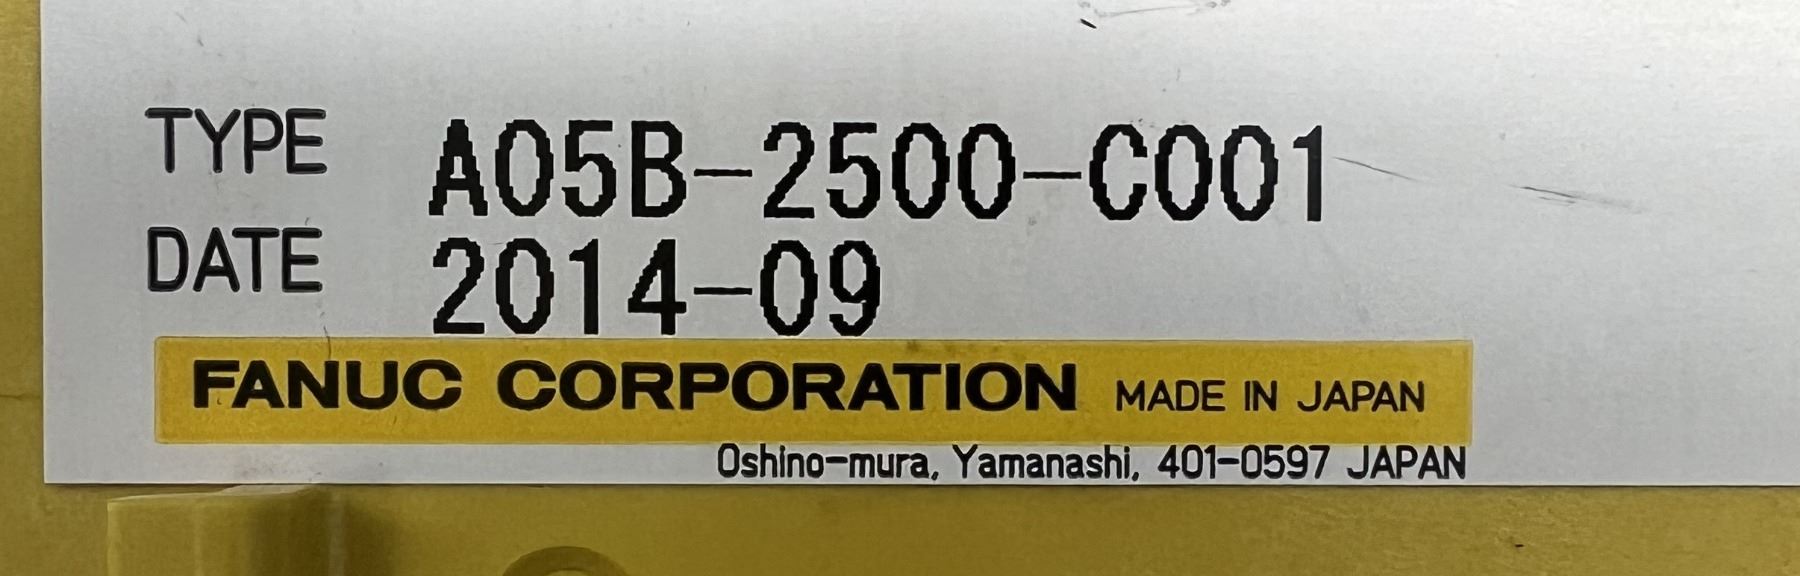 TYPE A05B-2500-C001
DATE 2014-09
FANUC CORPORATION MADE IN JAPAN
Oshino-mura, Yamanashi, 401-0597 JAPAN